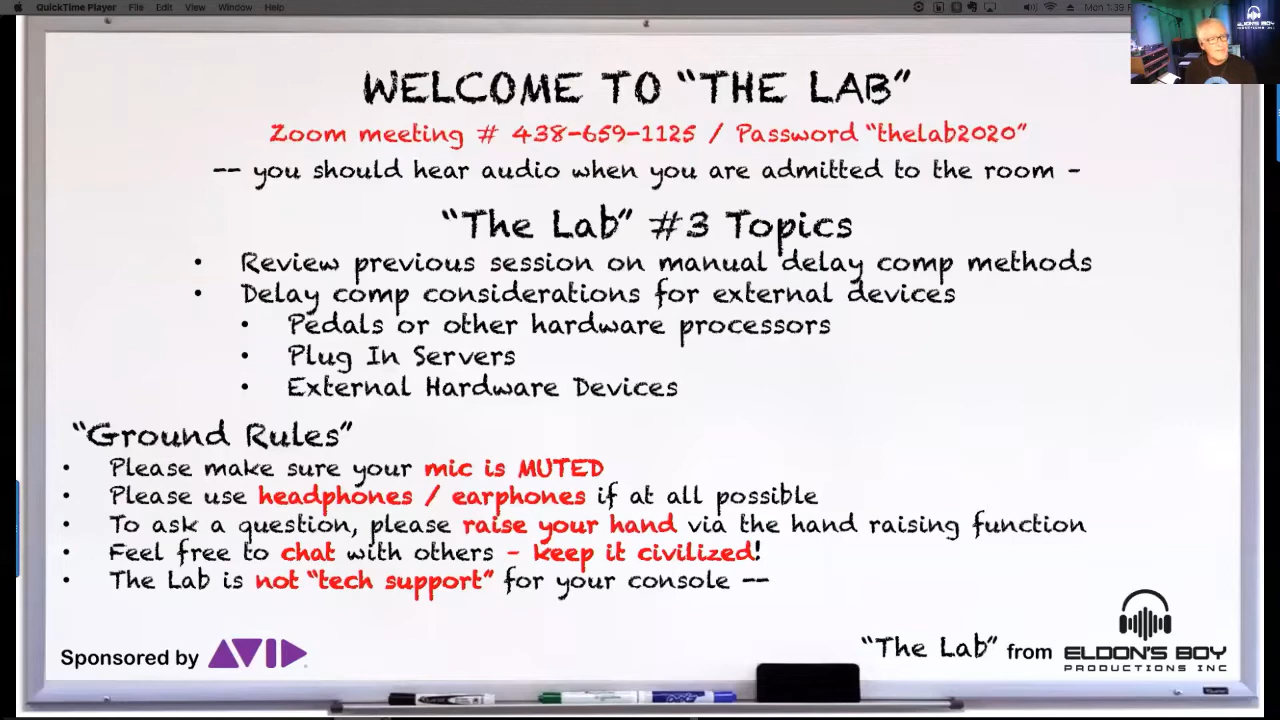 QuickTime Player File Edit View Window Help
Mon 1:39
ELDON'S BOY
PRODUCTIONS INC
WELCOME TO “THE LAB”
Zoom meeting # 438-659-1125 / Password “thelab2020”
-- you should hear audio when you are admitted to the room -
“The Lab” #3 Topics
• Review previous session on manual delay comp methods
• Delay comp considerations for external devices
• Pedals or other hardware processors
• Plug In Servers
• External Hardware Devices
“Ground Rules”
• Please make sure your mic is MUTED
• Please use headphones / earphones if at all possible
• To ask a question, please raise your hand via the hand raising function
• Feel free to chat with others – keep it civilized!
• The Lab is not “tech support” for your console --
Sponsored by AVID
“The Lab” from ELDON'S BOY
PRODUCTIONS INC